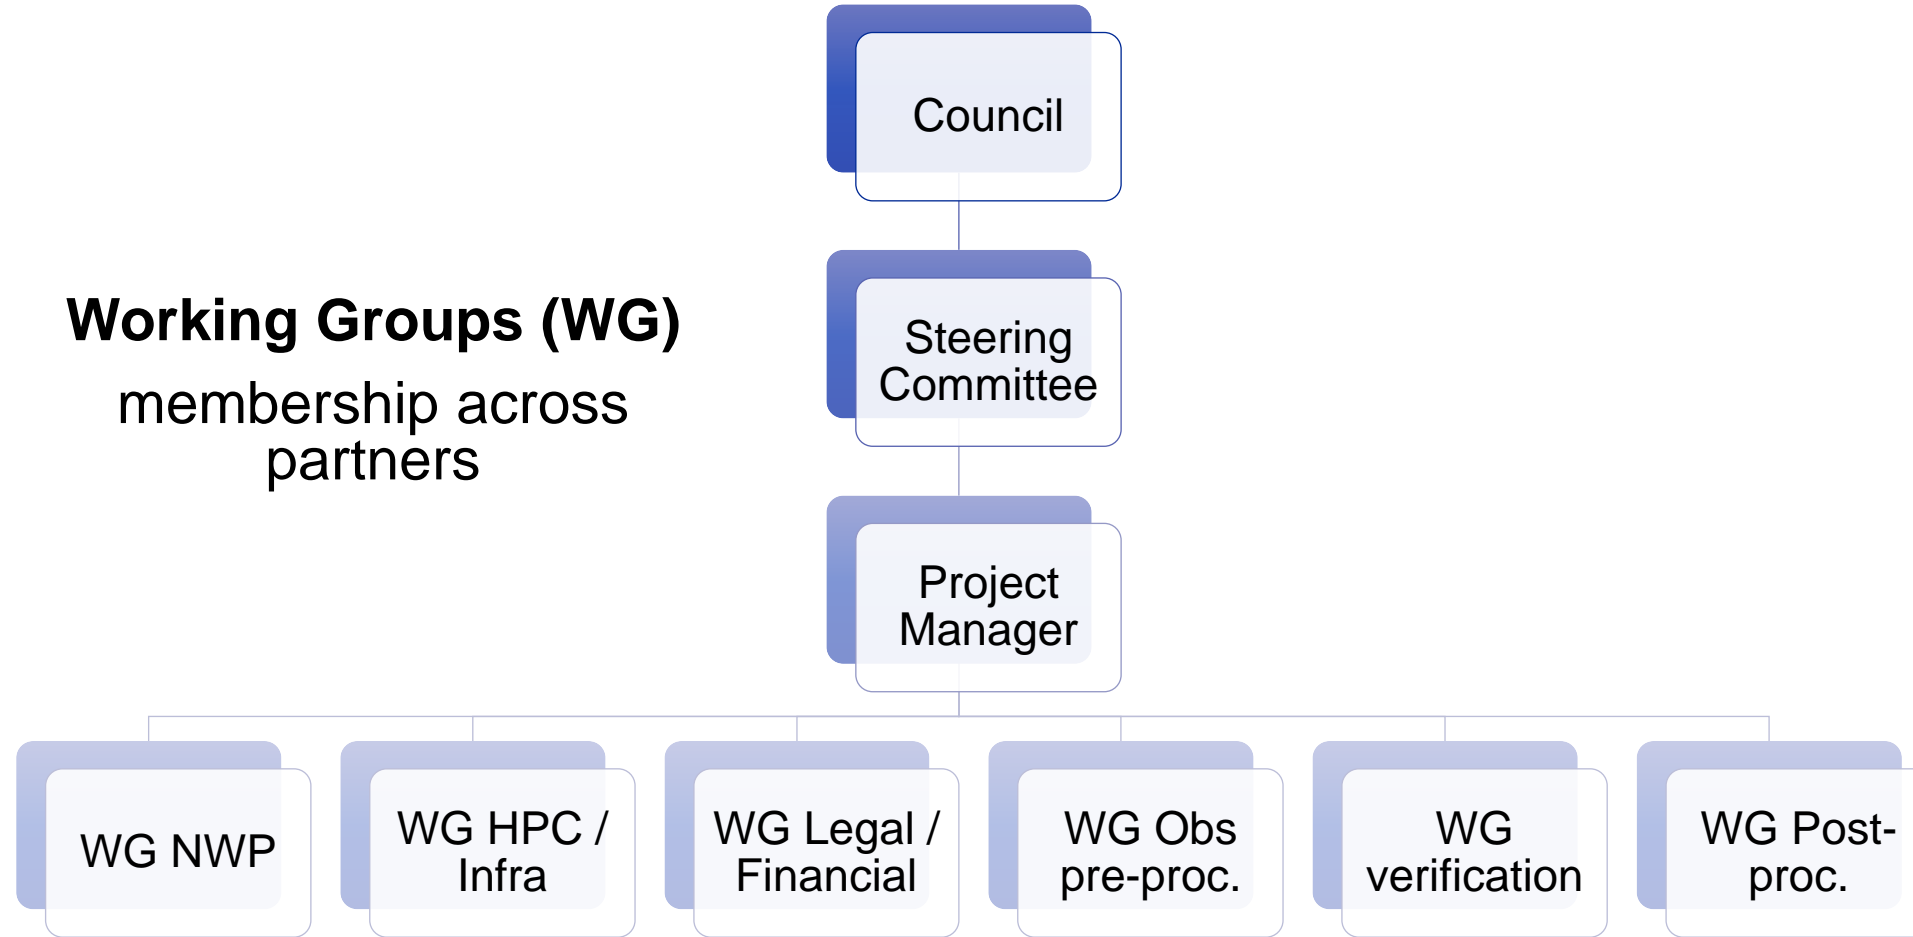 Council
Working Groups (WG)
membership across
partners
Steering
Committee
Project
Manager
WG NWP
WG HPC /
Infra
WG Legal /
Financial
WG Obs
pre-proc.
WG
verification
WG Post-
proc.